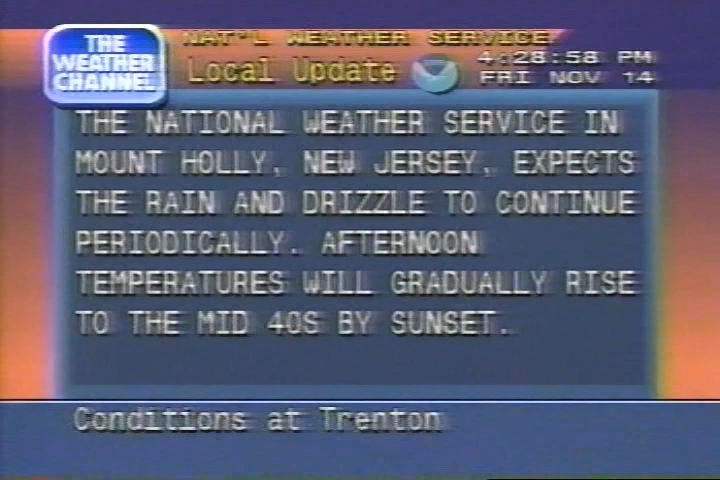 THE
WEATHER
CHANNEL
NAT'L WEATHER SERVICE
Local Update
4:28:58 PM
FRI NOV 14
THE NATIONAL WEATHER SERVICE IN
MOUNT HOLLY, NEW JERSEY, EXPECTS
THE RAIN AND DRIZZLE TO CONTINUE
PERIODICALLY. AFTERNOON
TEMPERATURES WILL GRADUALLY RISE
TO THE MID 40S BY SUNSET.
Conditions at Trenton